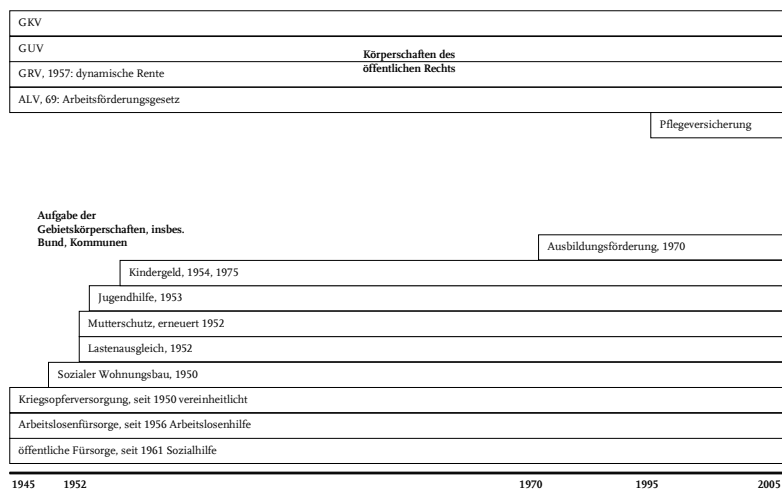 GKV
GUV
Körperschaften des
öffentlichen Rechts
GRV, 1957: dynamische Rente
ALV, 69: Arbeitsförderungsgesetz
Pflegeversicherung
Aufgabe der
Gebietskörperschaften, insbes.
Bund, Kommunen
Ausbildungsförderung, 1970
Kindergeld, 1954, 1975
Jugendhilfe, 1953
Mutterschutz, erneuert 1952
Lastenausgleich, 1952
Sozialer Wohnungsbau, 1950
Kriegsopferversorgung, seit 1950 vereinheitlicht
Arbeitslosenfürsorge, seit 1956 Arbeitslosenhilfe
öffentliche Fürsorge, seit 1961 Sozialhilfe
1945 1952 1970 1995 2005